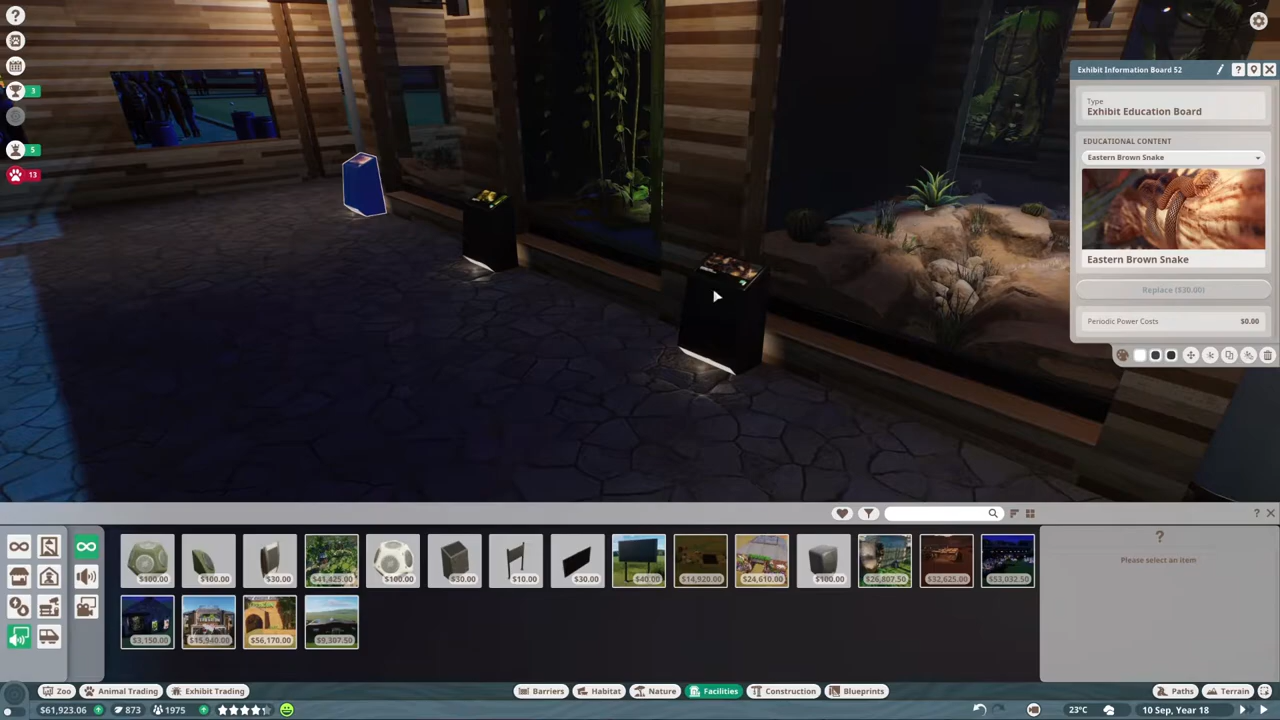 3
5
13
Exhibit Information Board 52
?
Type
Exhibit Education Board
EDUCATIONAL CONTENT
Eastern Brown Snake
Eastern Brown Snake
Replace ($30.00)
Periodic Power Costs $0.00
$100.00 $100.00 $30.00 $41,425.00 $100.00 $30.00 $10.00 $30.00 $40.00 $14,920.00 $24,610.00 $100.00 $26,807.50 $32,625.00 $53,032.50
$3,150.00 $15,940.00 $56,170.00 $9,307.50
?
Please select an item
Zoo Animal Trading Exhibit Trading Barriers Habitat Nature Facilities Construction Blueprints Paths Terrain
$61,923.06 873 1975 23°C 10 Sep, Year 18